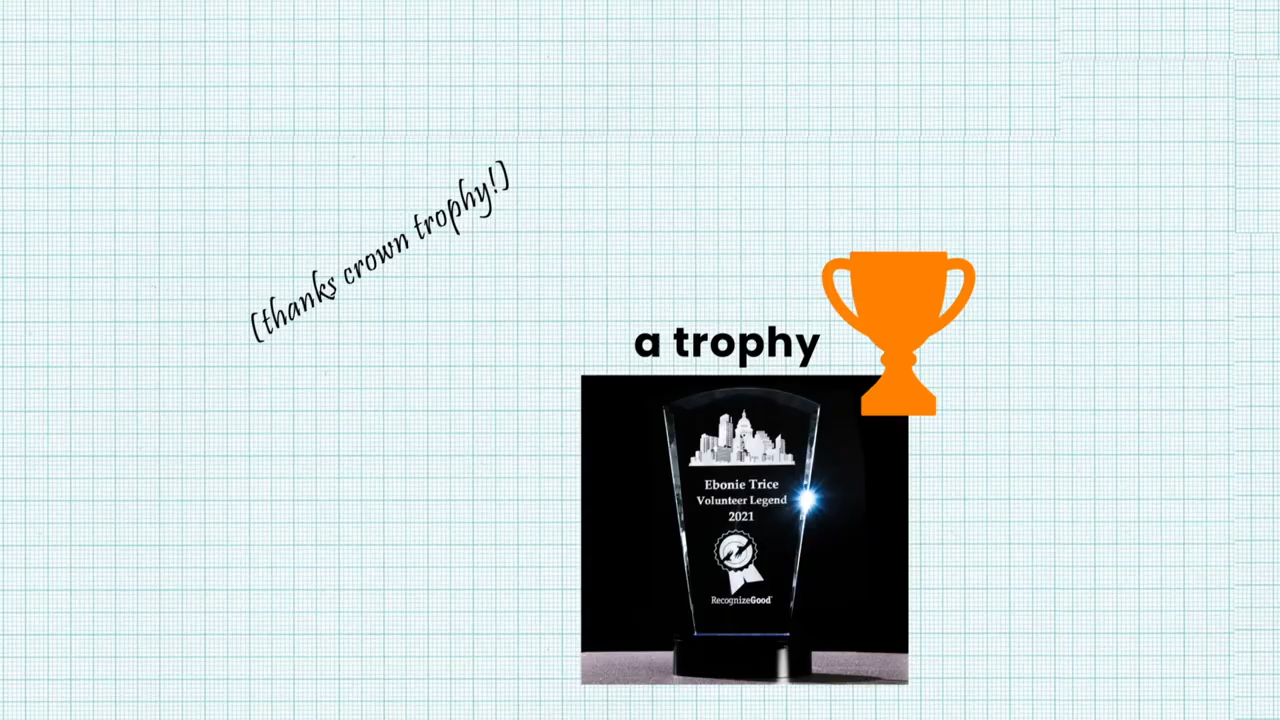 (thanks crown trophy!)
a trophy
Ebonie Trice
Volunteer Legend
2021
RecognizeGood